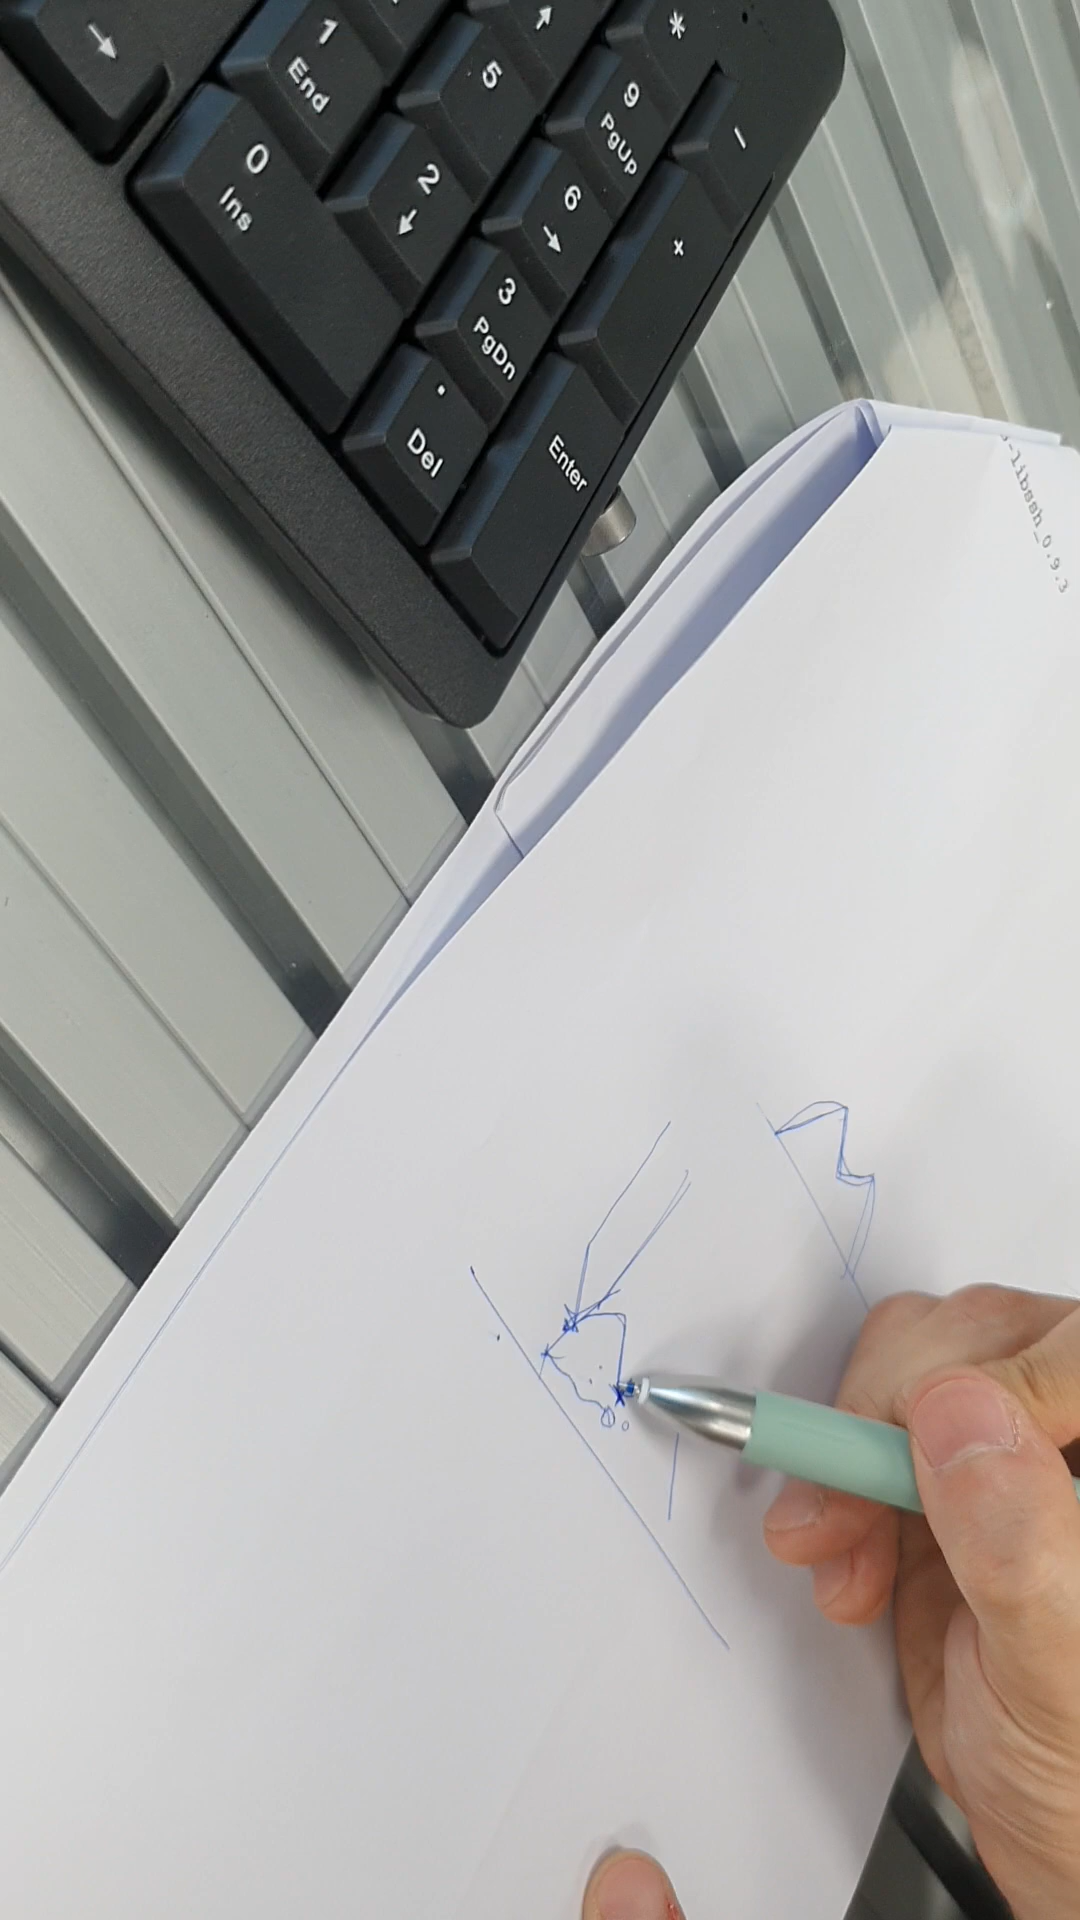 1
End
5
*
9
PgUp
-
0
Ins
2
6
+
3
PgDn
.
Del
Enter
-libssh_0.9.3